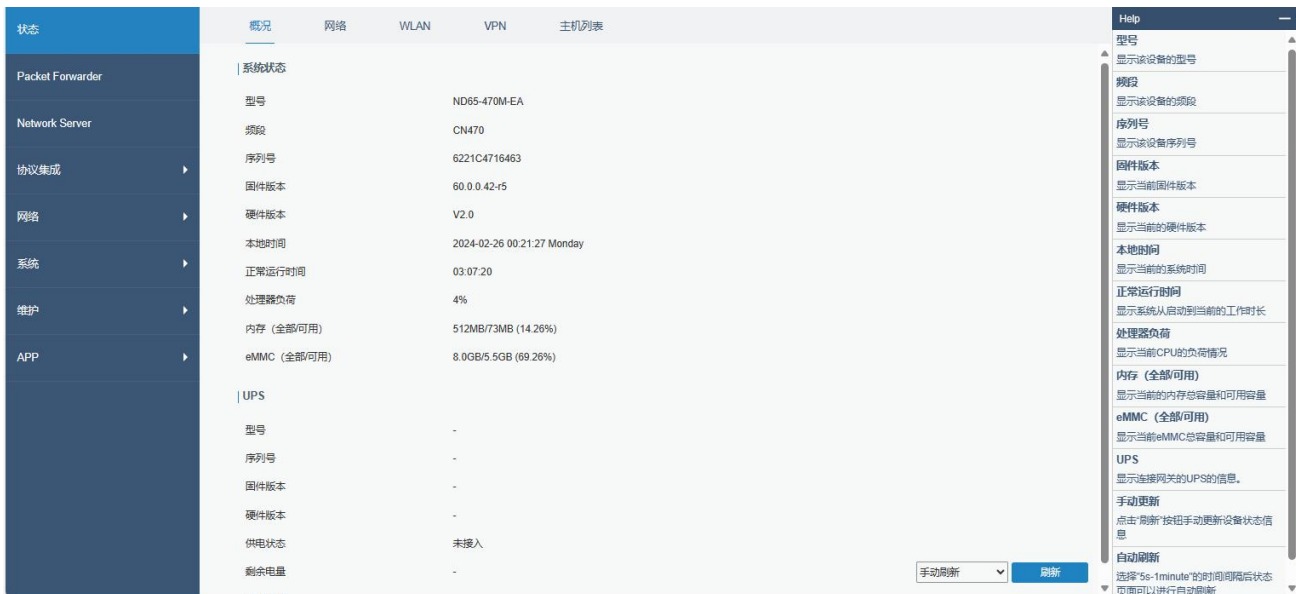 状态
Packet Forwarder
Network Server
协议集成
网络
系统
维护
APP
概况 网络 WLAN VPN 主机列表
系统状态
型号 ND65-470M-EA
频段 CN470
序列号 6221C4716463
固件版本 60.0.0.42-r5
硬件版本 V2.0
本地时间 2024-02-26 00:21:27 Monday
正常运行时间 03:07:20
处理器负荷 4%
内存（全部/可用） 512MB/73MB (14.26%)
eMMC（全部/可用） 8.0GB/5.5GB (69.26%)
UPS
型号 -
序列号 -
固件版本 -
硬件版本 -
供电状态 未接入
剩余电量 -
手动刷新 刷新
Help
型号
显示该设备的型号
频段
显示该设备的频段
序列号
显示该设备序列号
固件版本
显示当前固件版本
硬件版本
显示当前的硬件版本
本地时间
显示当前的系统时间
正常运行时间
显示系统从启动到当前的工作时长
处理器负荷
显示当前CPU的负荷情况
内存（全部/可用）
显示当前的内存总容量和可用容量
eMMC（全部/可用）
显示当前eMMC总容量和可用容量
UPS
显示连接网关的UPS的信息。
手动更新
点击“刷新”按钮手动更新设备状态信
息
自动刷新
选择"5s-1minute"的时间间隔后状态
页面可以进行自动刷新